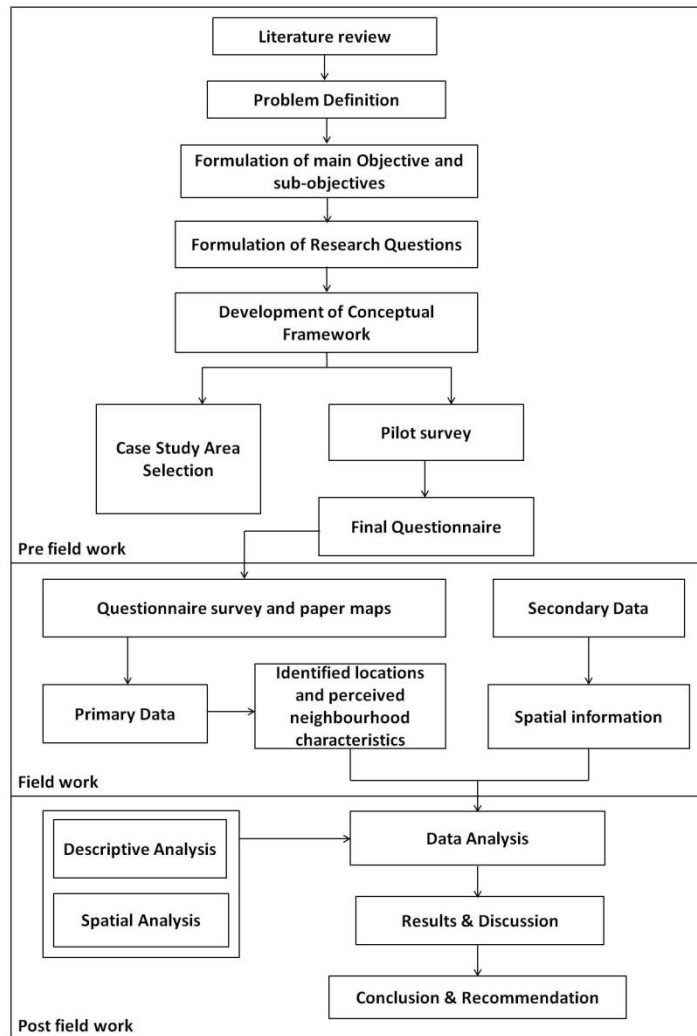 Literature review
Problem Definition
Formulation of main Objective and
sub-objectives
Formulation of Research Questions
Development of Conceptual
Framework
Case Study Area
Selection
Pilot survey
Final Questionnaire
Pre field work
Questionnaire survey and paper maps
Secondary Data
Primary Data
Identified locations
and perceived
neighbourhood
characteristics
Spatial information
Field work
Descriptive Analysis
Spatial Analysis
Data Analysis
Results & Discussion
Conclusion & Recommendation
Post field work